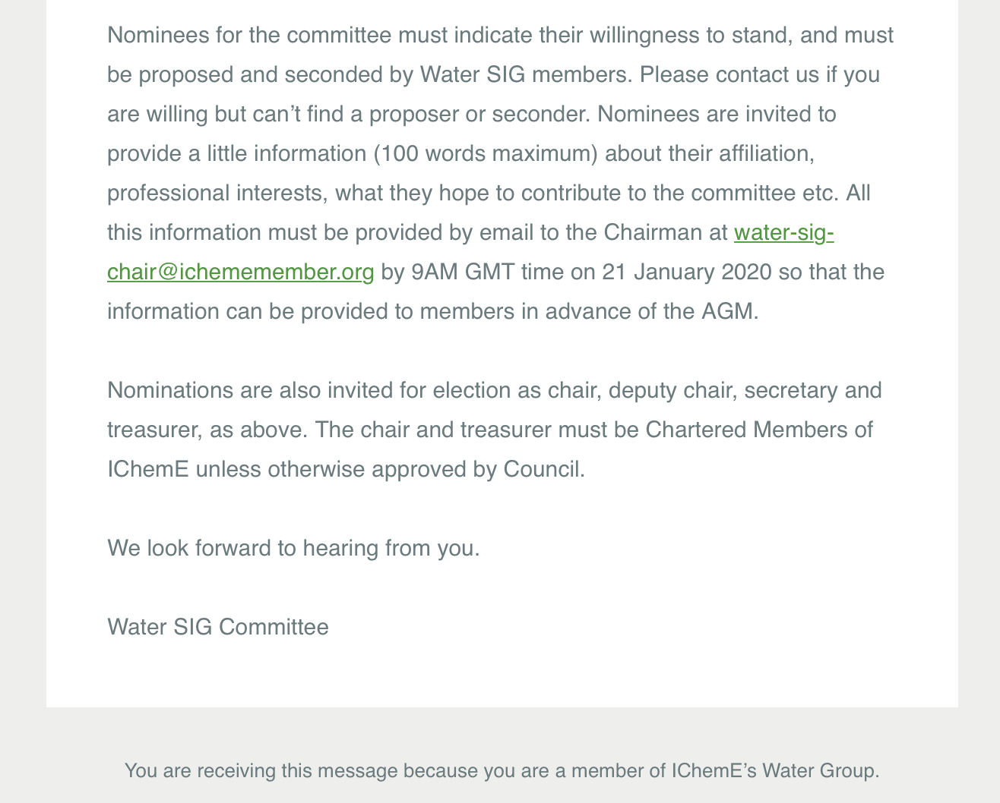 Nominees for the committee must indicate their willingness to stand, and must
be proposed and seconded by Water SIG members. Please contact us if you
are willing but can’t find a proposer or seconder. Nominees are invited to
provide a little information (100 words maximum) about their affiliation,
professional interests, what they hope to contribute to the committee etc. All
this information must be provided by email to the Chairman at water-sig-
chair@ichememember.org by 9AM GMT time on 21 January 2020 so that the
information can be provided to members in advance of the AGM.
Nominations are also invited for election as chair, deputy chair, secretary and
treasurer, as above. The chair and treasurer must be Chartered Members of
IChemE unless otherwise approved by Council.
We look forward to hearing from you.
Water SIG Committee
You are receiving this message because you are a member of IChemE’s Water Group.